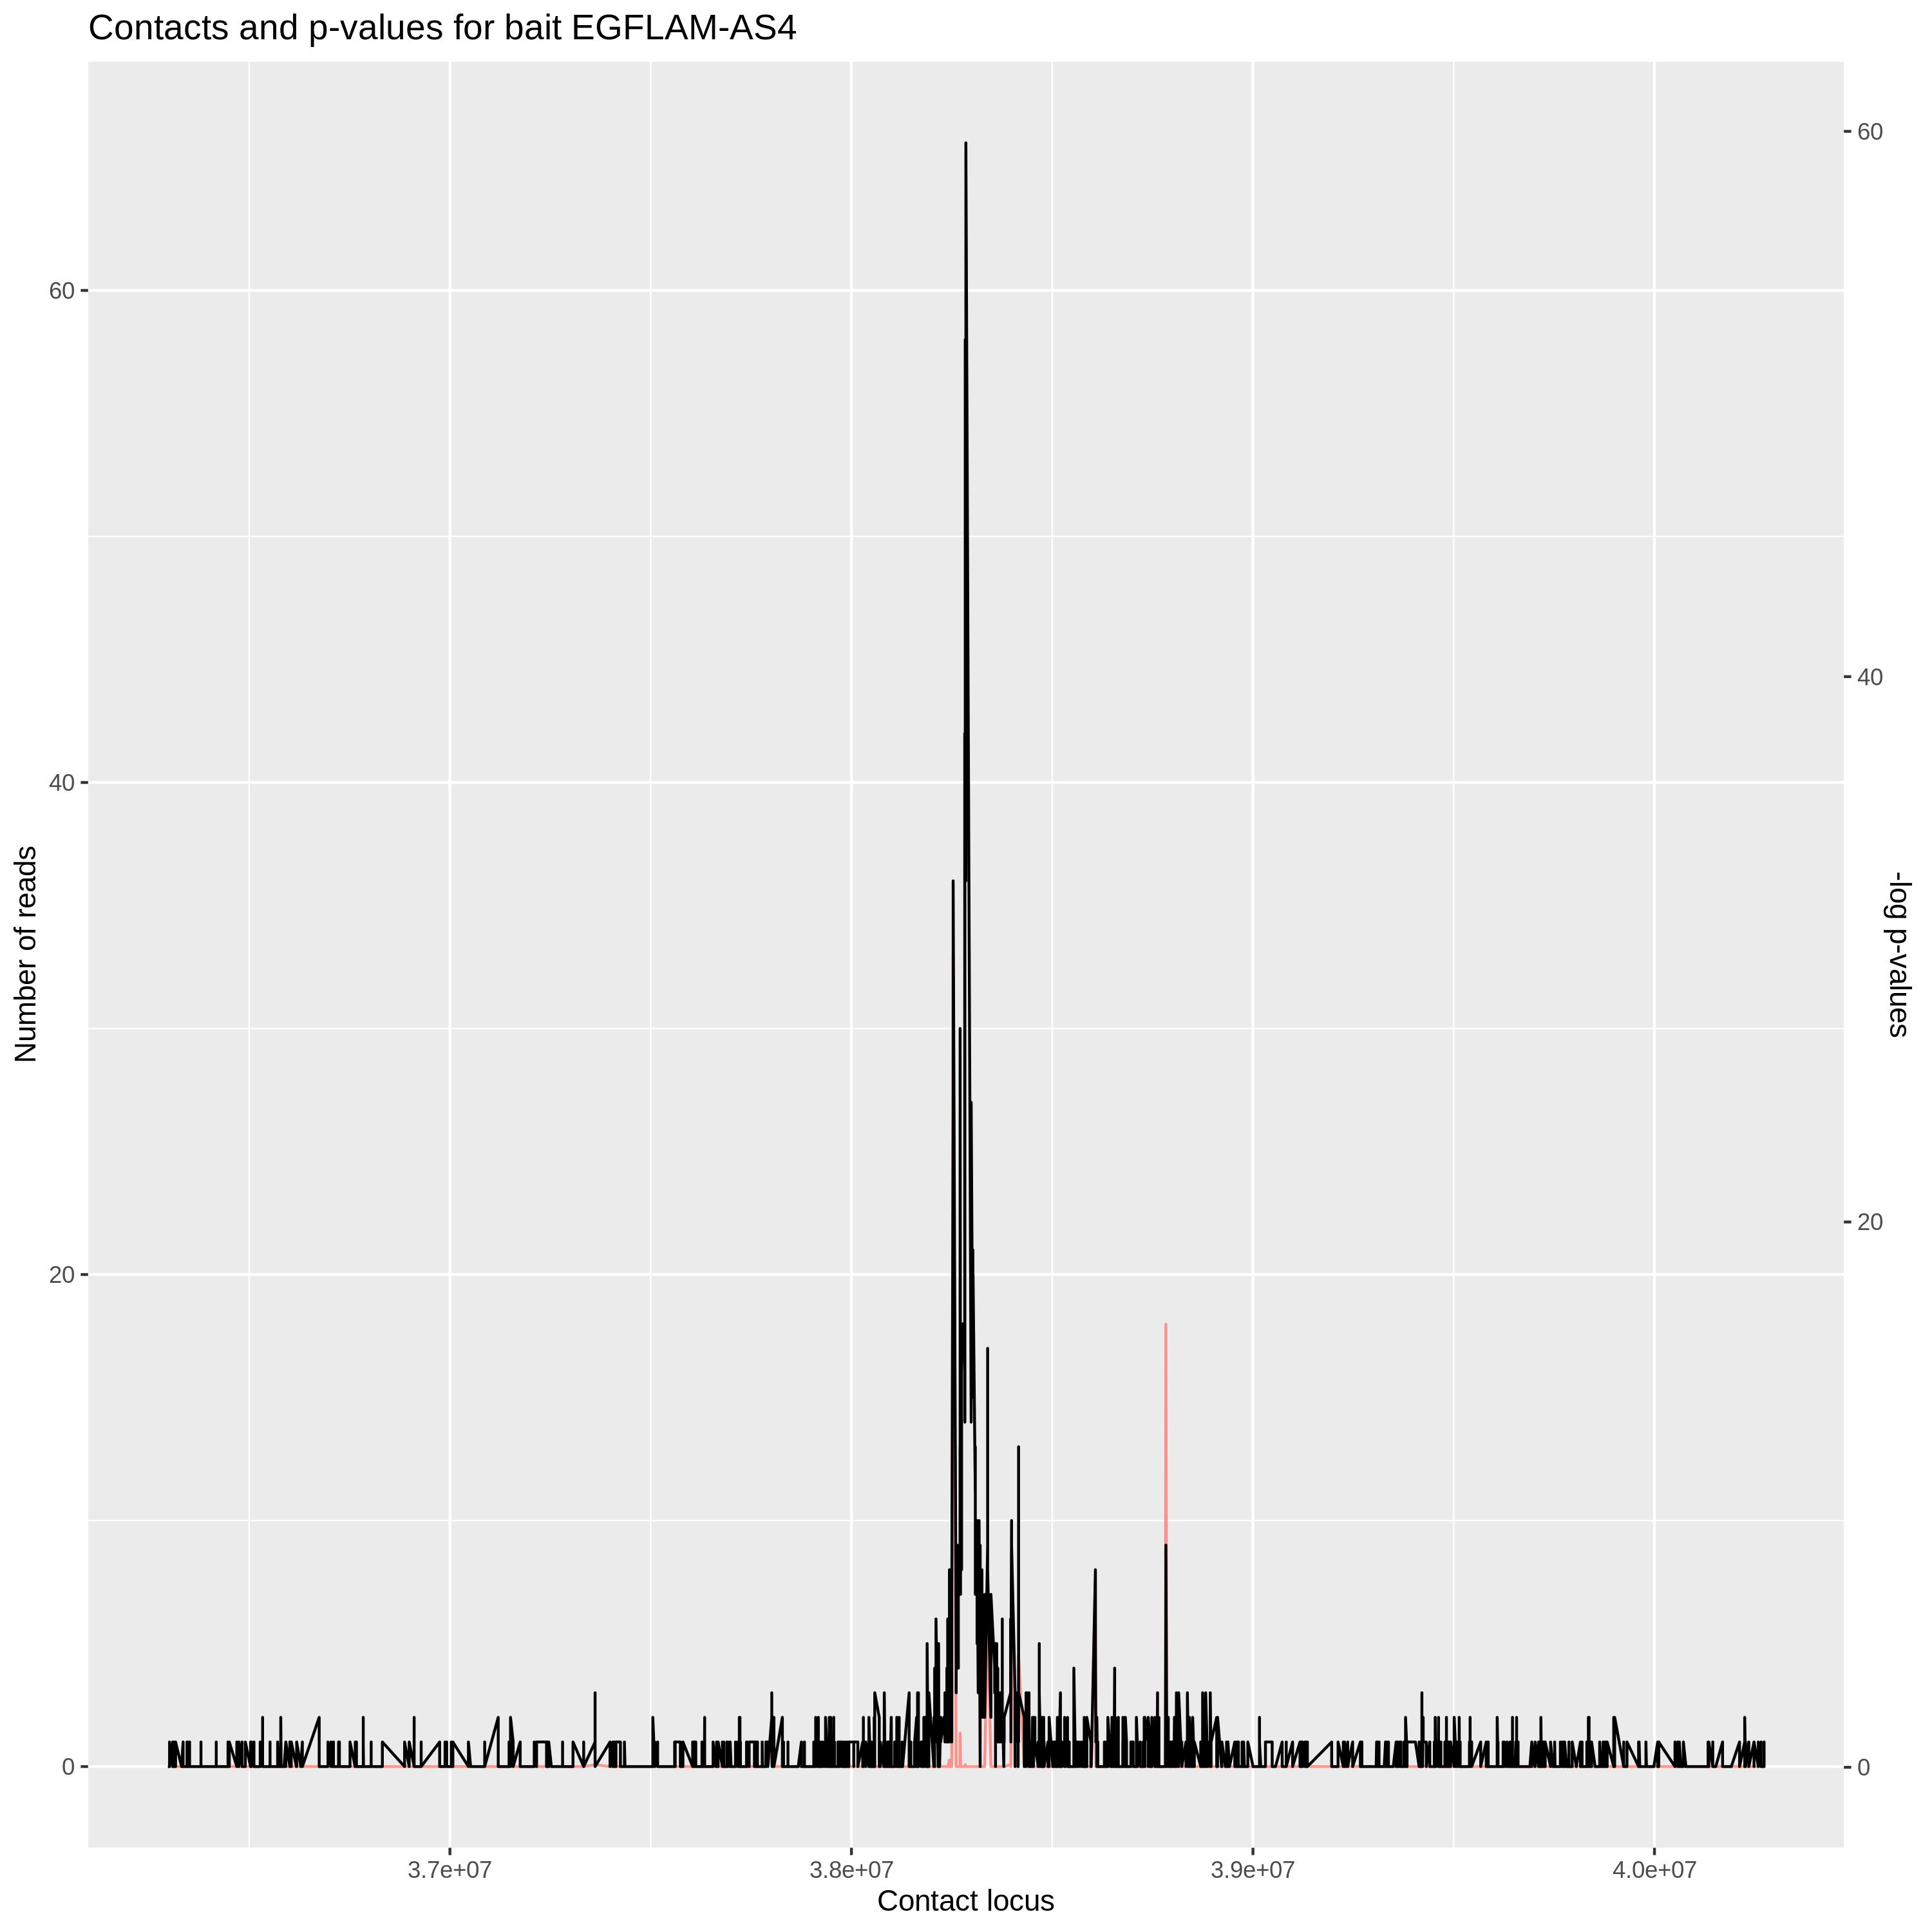 Contacts and p-values for bait EGFLAM-AS4
60
40
20
0
Number of reads
60
40
20
0
-log p-values
3.7e+07
3.8e+07
3.9e+07
4.0e+07
Contact locus